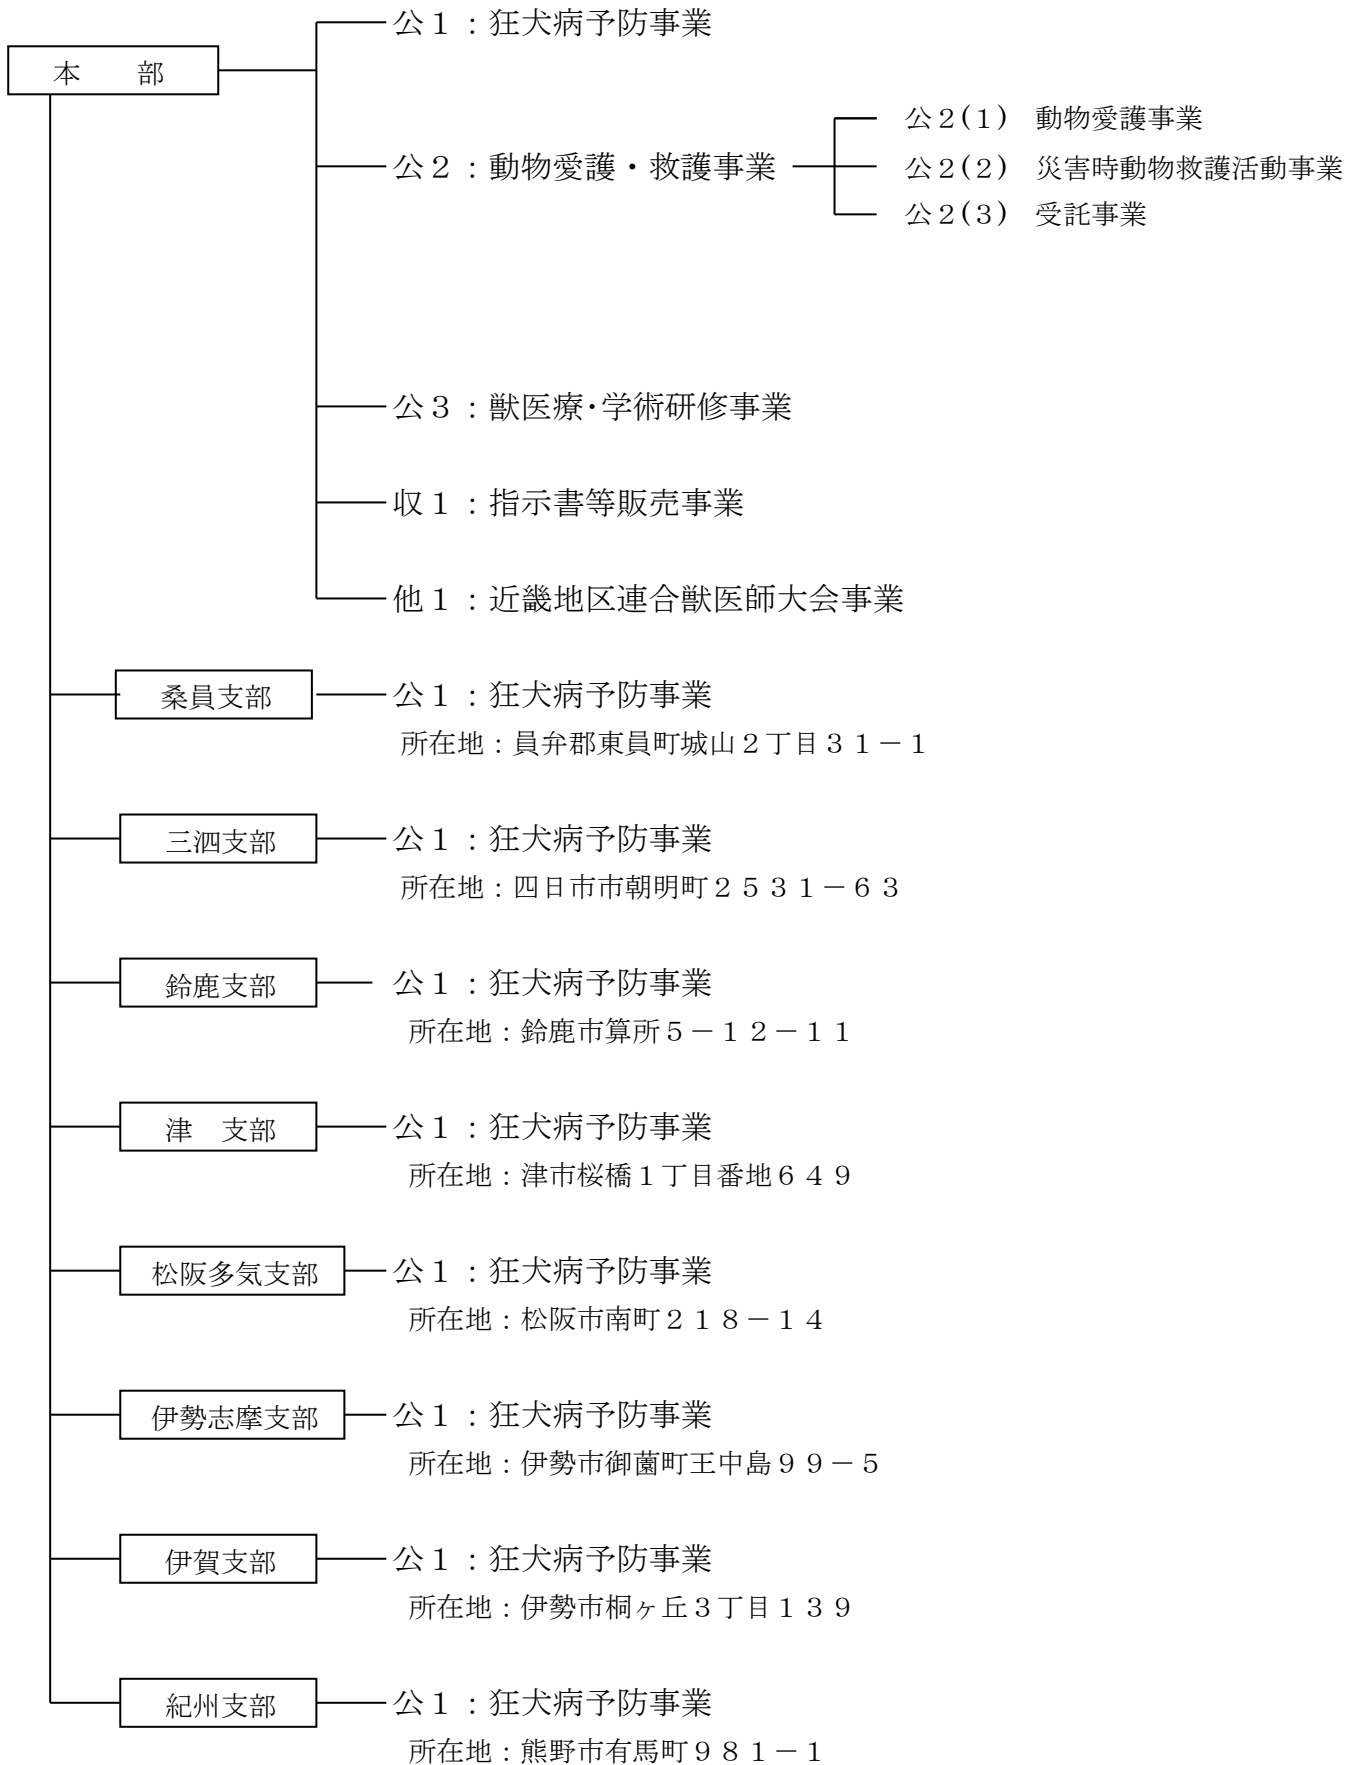 公１：狂犬病予防事業
本　　部
公２(１)　動物愛護事業
公２：動物愛護・救護事業
公２(２)　災害時動物救護活動事業
公２(３)　受託事業
公３：獣医療･学術研修事業
収１：指示書等販売事業
他１：近畿地区連合獣医師大会事業
桑員支部　公１：狂犬病予防事業
所在地：員弁郡東員町城山２丁目３１－１
三泗支部　公１：狂犬病予防事業
所在地：四日市市朝明町２５３１－６３
鈴鹿支部　公１：狂犬病予防事業
所在地：鈴鹿市算所５－１２－１１
津　支部　公１：狂犬病予防事業
所在地：津市桜橋１丁目番地６４９
松阪多気支部　公１：狂犬病予防事業
所在地：松阪市南町２１８－１４
伊勢志摩支部　公１：狂犬病予防事業
所在地：伊勢市御薗町王中島９９－５
伊賀支部　公１：狂犬病予防事業
所在地：伊勢市桐ヶ丘３丁目１３９
紀州支部　公１：狂犬病予防事業
所在地：熊野市有馬町９８１－１